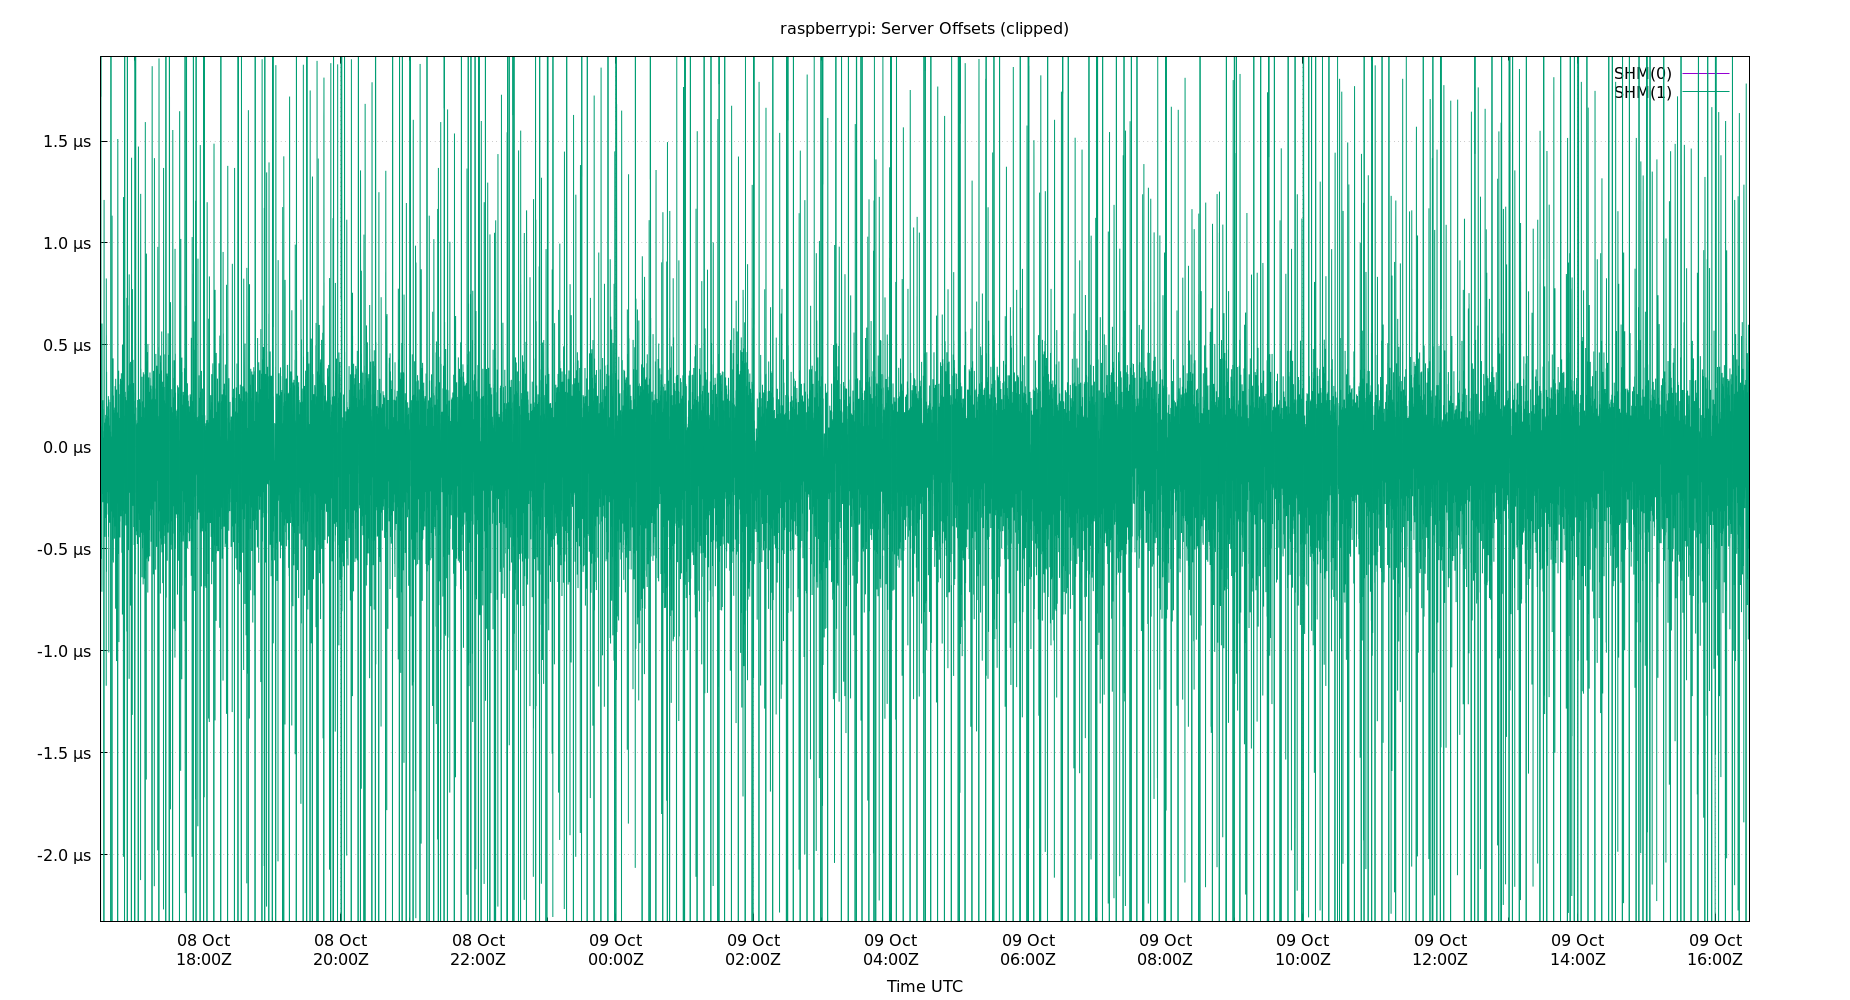 raspberrypi: Server Offsets (clipped)
SHM(0)
SHM(1)
1.5 µs
1.0 µs
0.5 µs
0.0 µs
-0.5 µs
-1.0 µs
-1.5 µs
-2.0 µs
08 Oct 08 Oct 08 Oct 09 Oct 09 Oct 09 Oct 09 Oct 09 Oct 09 Oct 09 Oct 09 Oct 09 Oct
18:00Z 20:00Z 22:00Z 00:00Z 02:00Z 04:00Z 06:00Z 08:00Z 10:00Z 12:00Z 14:00Z 16:00Z
Time UTC